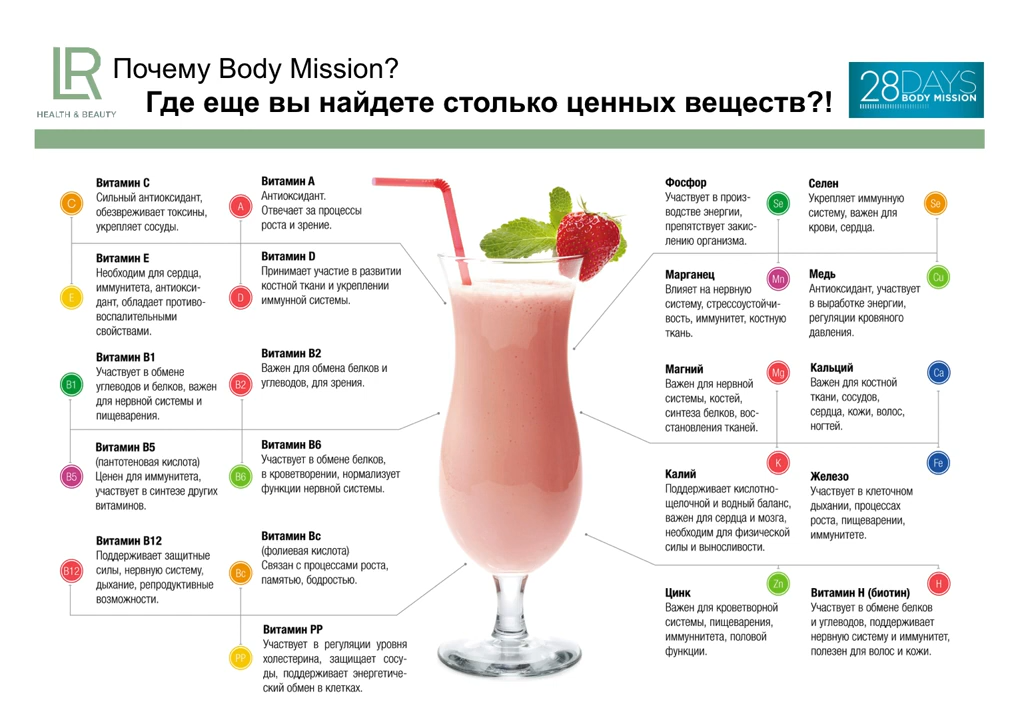 LR
HEALTH & BEAUTY
Почему Body Mission?
Где еще вы найдете столько ценных веществ?!
28DAYS
BODY MISSION
C
Витамин C
Сильный антиоксидант,
обезвреживает токсины,
укрепляет сосуды.
A
Витамин A
Антиоксидант.
Отвечает за процессы
роста и зрение.
E
Витамин E
Необходим для сердца,
иммунитета, антиокси-
дант, обладает противо-
воспалительными
свойствами.
D
Витамин D
Принимает участие в развитии
костной ткани и укреплении
иммунной системы.
B1
Витамин B1
Участвует в обмене
углеводов и белков, важен
для нервной системы и
пищеварения.
B2
Витамин B2
Важен для обмена белков и
углеводов, для зрения.
B5
Витамин B5
(пантотеновая кислота)
Ценен для иммунитета,
участвует в синтезе других
витаминов.
B6
Витамин B6
Участвует в обмене белков,
в кроветворении, нормализует
функции нервной системы.
B12
Витамин B12
Поддерживает защитные
силы, нервную систему,
дыхание, репродуктивные
возможности.
Bc
Витамин Bc
(фолиевая кислота)
Связан с процессами роста,
памятью, бодростью.
PP
Витамин PP
Участвует в регуляции уровня
холестерина, защищает сосу-
ды, поддерживает энергетиче-
ский обмен в клетках.
Фосфор
Участвует в произ-
водстве энергии,
препятствует закис-
лению организма.
Se
Селен
Укрепляет иммунную
систему, важен для
крови, сердца.
Se
Марганец
Влияет на нервную
систему, стрессоустойчи-
вость, иммунитет, костную
ткань.
Mn
Медь
Антиоксидант, участвует
в выработке энергии,
регуляции кровяного
давления.
Cu
Магний
Важен для нервной
системы, костей,
синтеза белков, вос-
становления тканей.
Mg
Кальций
Важен для костной
ткани, сосудов,
сердца, кожи, волос,
ногтей.
Ca
Калий
Поддерживает кислотно-
щелочной и водный баланс,
важен для сердца и мозга,
необходим для физической
силы и выносливости.
K
Железо
Участвует в клеточном
дыхании, процессах
роста, пищеварении,
иммунитете.
Fe
Цинк
Важен для кроветворной
системы, пищеварения,
иммуннитета, половой
функции.
Zn
Витамин H (биотин)
Участвует в обмене белков
и углеводов, поддерживает
нервную систему и иммунитет,
полезен для волос и кожи.
H